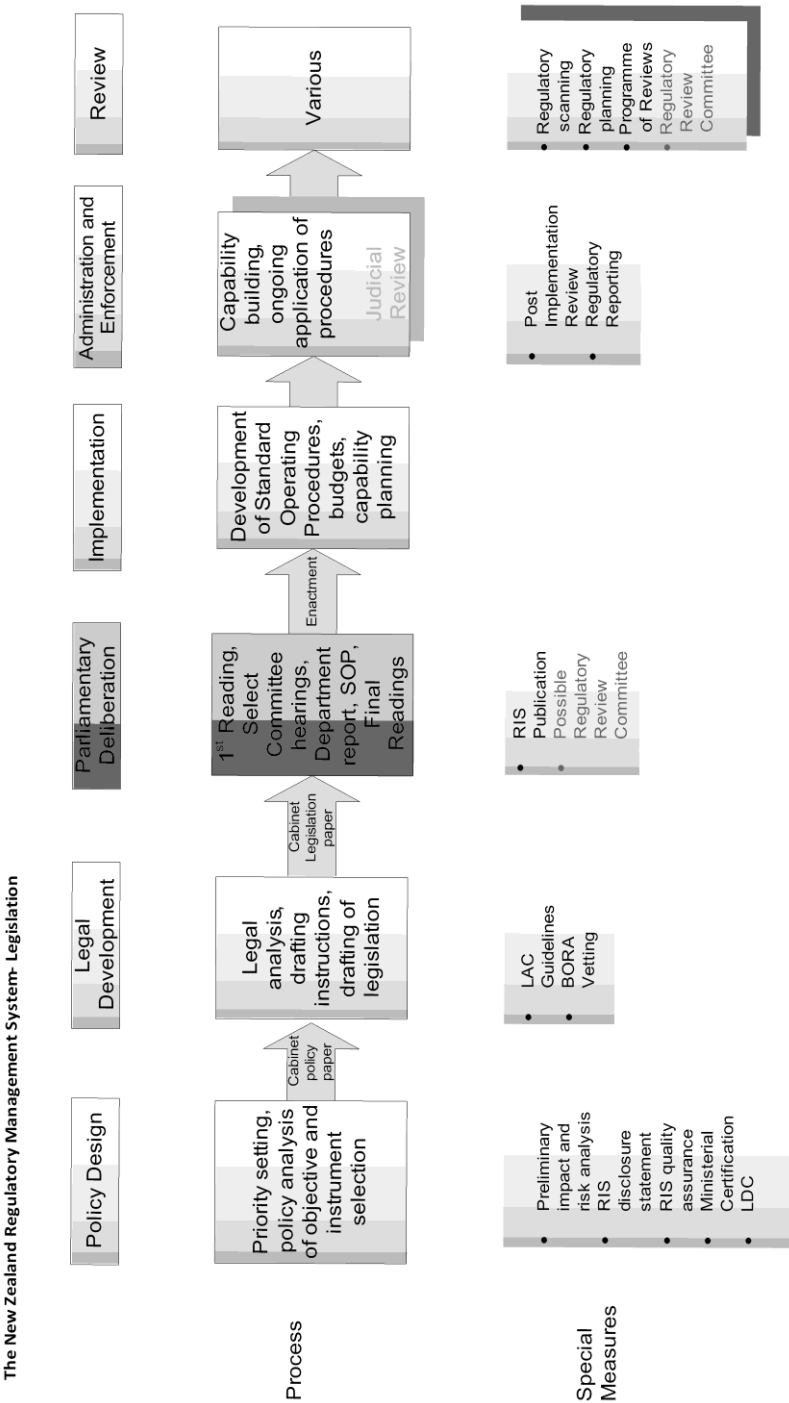 The New Zealand Regulatory Management System- Legislation
Policy Design
Legal
Development
Parliamentary
Deliberation
Implementation
Administration and
Enforcement
Review
Process
Priority setting,
policy analysis
of objective and
instrument
selection
Cabinet
policy
paper
Legal
analysis,
drafting
instructions,
drafting of
legislation
Cabinet
Legislation
paper
1st Reading,
Select
Committee
hearings,
Department
report, SOP,
Final
Readings
Enactment
Development
of Standard
Operating
Procedures,
budgets,
capability
planning
Capability
building,
ongoing
application of
procedures
Judicial
Review
Various
Special
Measures
• Preliminary
impact and
risk analysis
• RIS
disclosure
statement
• RIS quality
assurance
• Ministerial
Certification
• LDC
• LAC
Guidelines
• BORA
Vetting
• RIS
Publication
• Possible
Regulatory
Review
Committee
• Post
Implementation
Review
• Regulatory
Reporting
• Regulatory
scanning
• Regulatory
planning
• Programme
of Reviews
• Regulatory
Review
Committee